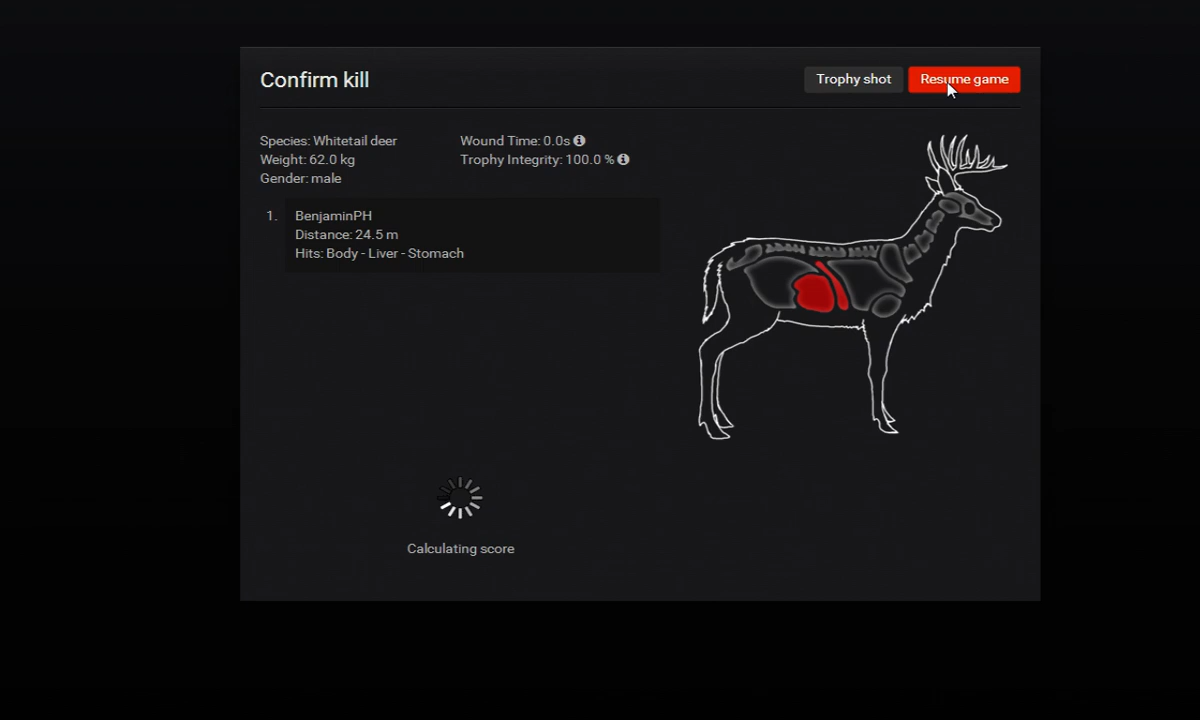 Confirm kill
Trophy shot
Resume game
Species: Whitetail deer
Weight: 62.0 kg
Gender: male
Wound Time: 0.0s
Trophy Integrity: 100.0 %
1.
BenjaminPH
Distance: 24.5 m
Hits: Body - Liver - Stomach
Calculating score